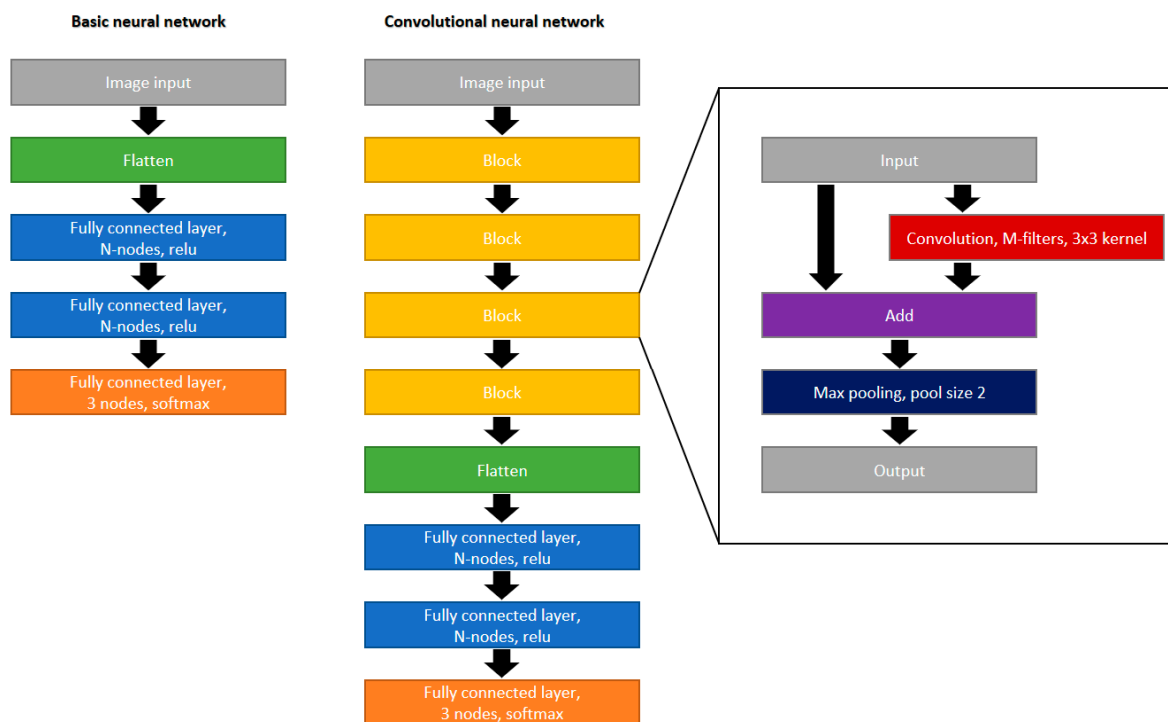 Basic neural network
Image input
Flatten
Fully connected layer,
N-nodes, relu
Fully connected layer,
N-nodes, relu
Fully connected layer,
3 nodes, softmax
Convolutional neural network
Image input
Block
Block
Block
Block
Flatten
Fully connected layer,
N-nodes, relu
Fully connected layer,
N-nodes, relu
Fully connected layer,
3 nodes, softmax
Input
Convolution, M-filters, 3x3 kernel
Add
Max pooling, pool size 2
Output